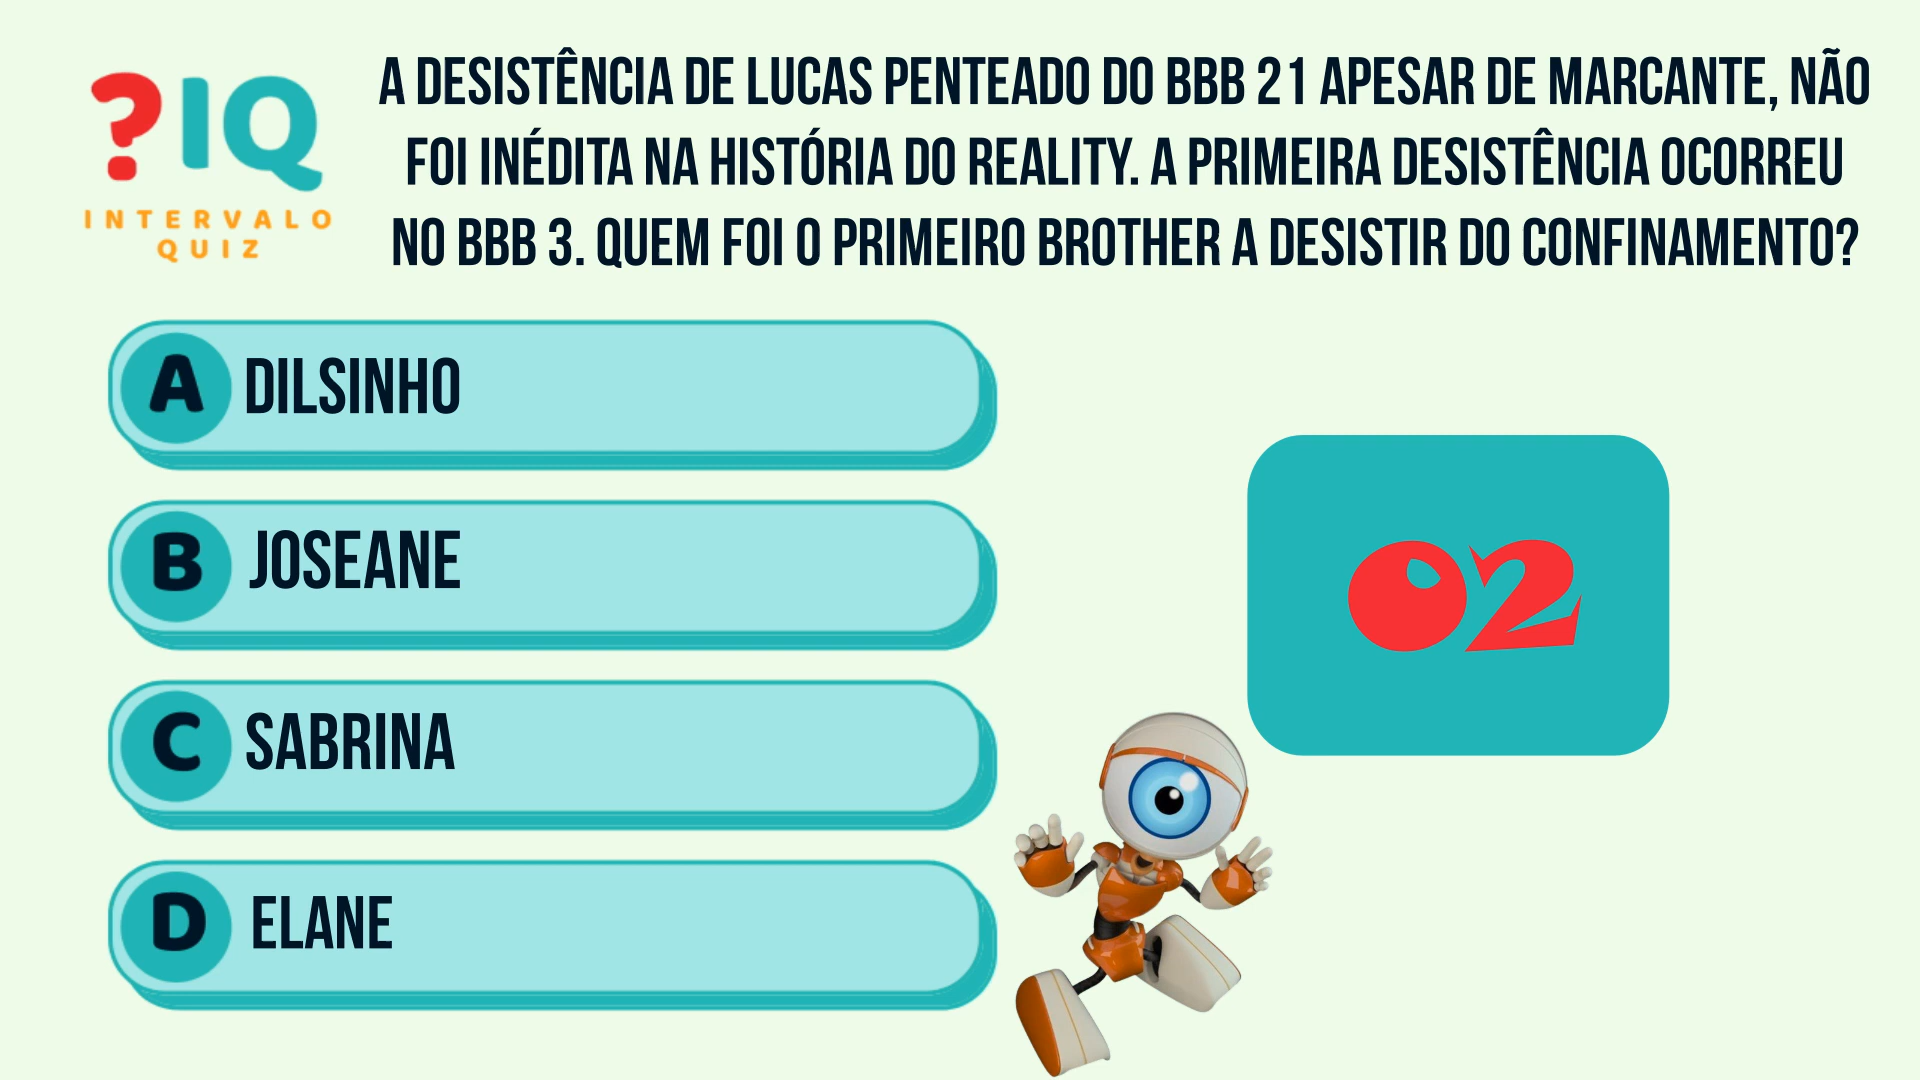 ?IQ
INTERVALO
QUIZ
A DESISTÊNCIA DE LUCAS PENTEADO DO BBB 21 APESAR DE MARCANTE, NÃO
FOI INÉDITA NA HISTÓRIA DO REALITY. A PRIMEIRA DESISTÊNCIA OCORREU
NO BBB 3. QUEM FOI O PRIMEIRO BROTHER A DESISTIR DO CONFINAMENTO?
A DILSINHO
B JOSEANE
C SABRINA
D ELANE
02